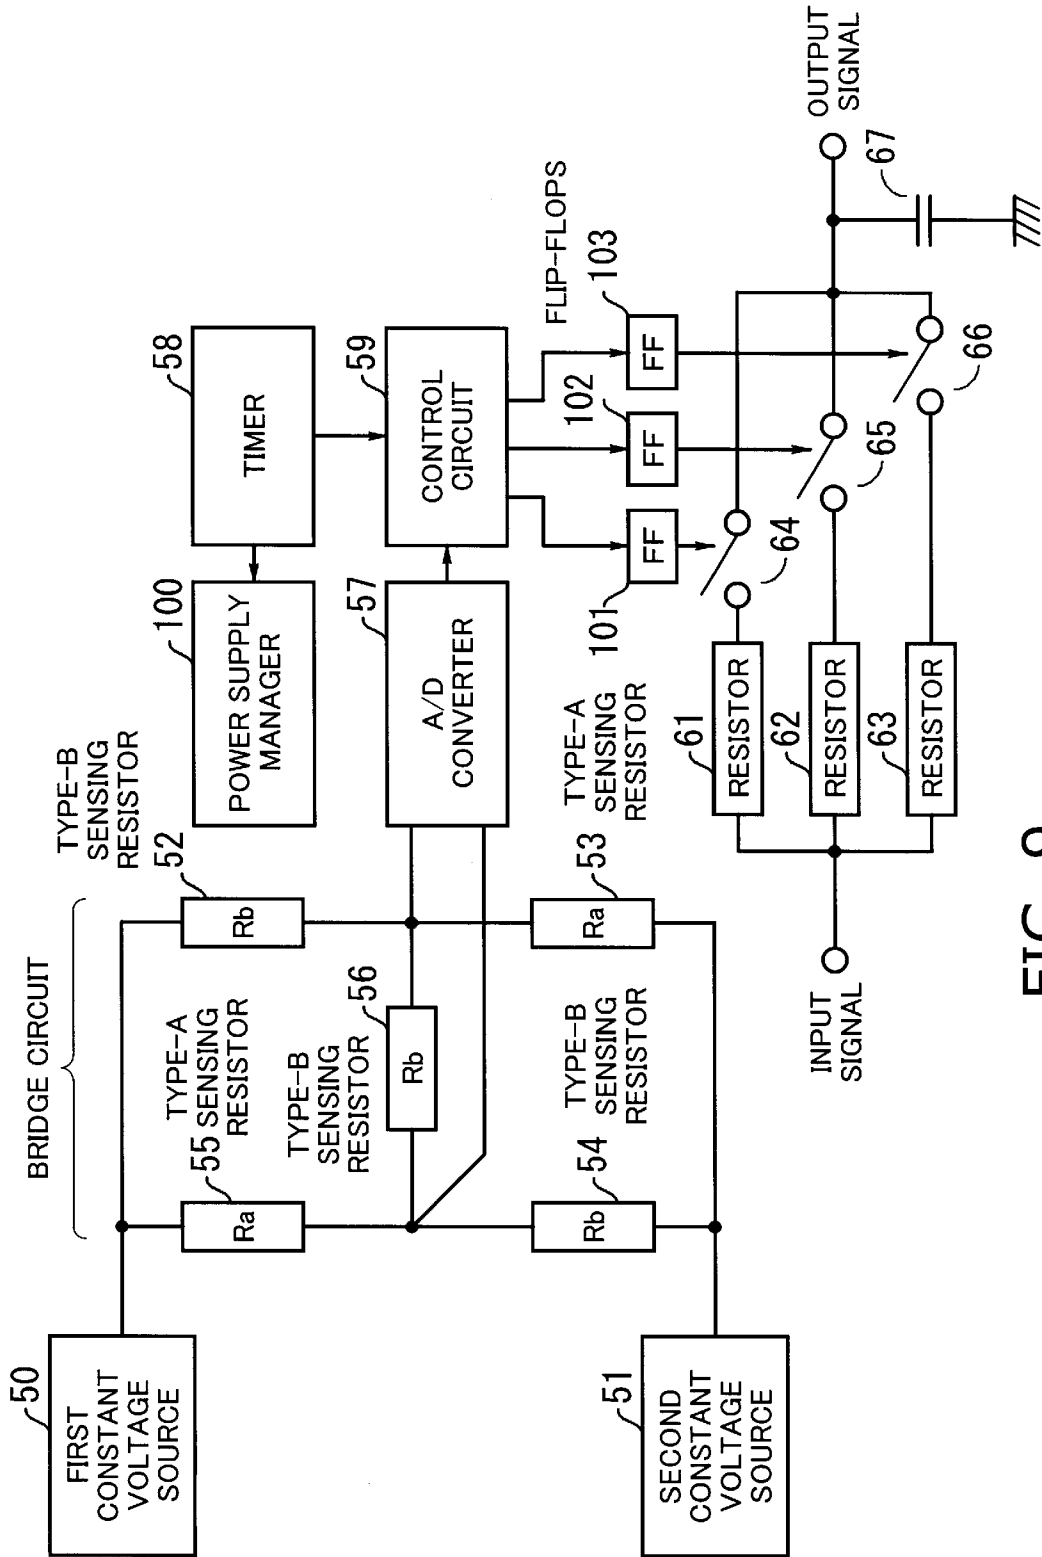 BRIDGE CIRCUIT
50
FIRST
CONSTANT
VOLTAGE
SOURCE
51
SECOND
CONSTANT
VOLTAGE
SOURCE
TYPE-A
SENSING
RESISTOR
55
Ra
TYPE-B
SENSING
RESISTOR
52
Rb
TYPE-B
SENSING
RESISTOR
56
Rb
TYPE-B
SENSING
RESISTOR
54
Rb
TYPE-A
SENSING
RESISTOR
53
Ra
100
POWER SUPPLY
MANAGER
58
TIMER
57
A/D
CONVERTER
59
CONTROL
CIRCUIT
FLIP-FLOPS
101
FF
102
FF
103
FF
INPUT
SIGNAL
61
RESISTOR
62
RESISTOR
63
RESISTOR
64
65
66
67
OUTPUT
SIGNAL
FIG.